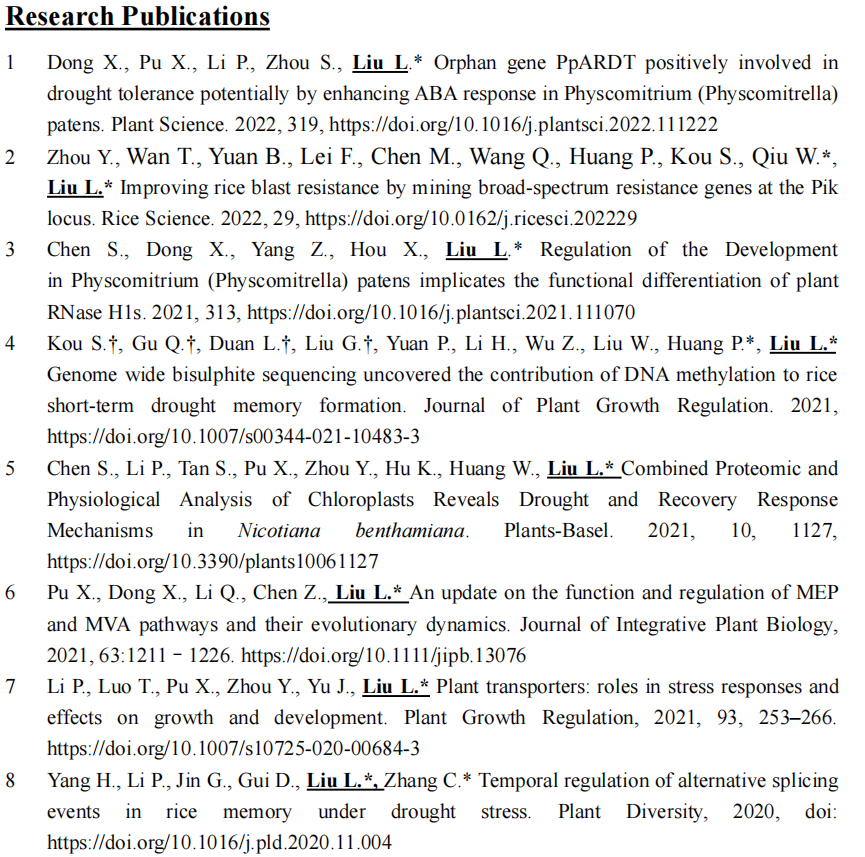 Research Publications
1 Dong X., Pu X., Li P., Zhou S., Liu L.* Orphan gene PpARDT positively involved in
drought tolerance potentially by enhancing ABA response in Physcomitrium (Physcomitrella)
patens. Plant Science. 2022, 319, https://doi.org/10.1016/j.plantsci.2022.111222
2 Zhou Y., Wan T., Yuan B., Lei F., Chen M., Wang Q., Huang P., Kou S., Qiu W.*,
Liu L.* Improving rice blast resistance by mining broad-spectrum resistance genes at the Pik
locus. Rice Science. 2022, 29, https://doi.org/10.0162/j.ricesci.202229
3 Chen S., Dong X., Yang Z., Hou X., Liu L.* Regulation of the Development
in Physcomitrium (Physcomitrella) patens implicates the functional differentiation of plant
RNase H1s. 2021, 313, https://doi.org/10.1016/j.plantsci.2021.111070
4 Kou S.†, Gu Q.†, Duan L.†, Liu G.†, Yuan P., Li H., Wu Z., Liu W., Huang P.*, Liu L.*
Genome wide bisulphite sequencing uncovered the contribution of DNA methylation to rice
short-term drought memory formation. Journal of Plant Growth Regulation. 2021,
https://doi.org/10.1007/s00344-021-10483-3
5 Chen S., Li P., Tan S., Pu X., Zhou Y., Hu K., Huang W., Liu L.* Combined Proteomic and
Physiological Analysis of Chloroplasts Reveals Drought and Recovery Response
Mechanisms in Nicotiana benthamiana. Plants-Basel. 2021, 10, 1127,
https://doi.org/10.3390/plants10061127
6 Pu X., Dong X., Li Q., Chen Z., Liu L.* An update on the function and regulation of MEP
and MVA pathways and their evolutionary dynamics. Journal of Integrative Plant Biology,
2021, 63:1211－1226. https://doi.org/10.1111/jipb.13076
7 Li P., Luo T., Pu X., Zhou Y., Yu J., Liu L.* Plant transporters: roles in stress responses and
effects on growth and development. Plant Growth Regulation, 2021, 93, 253–266.
https://doi.org/10.1007/s10725-020-00684-3
8 Yang H., Li P., Jin G., Gui D., Liu L.*, Zhang C.* Temporal regulation of alternative splicing
events in rice memory under drought stress. Plant Diversity, 2020, doi:
https://doi.org/10.1016/j.pld.2020.11.004